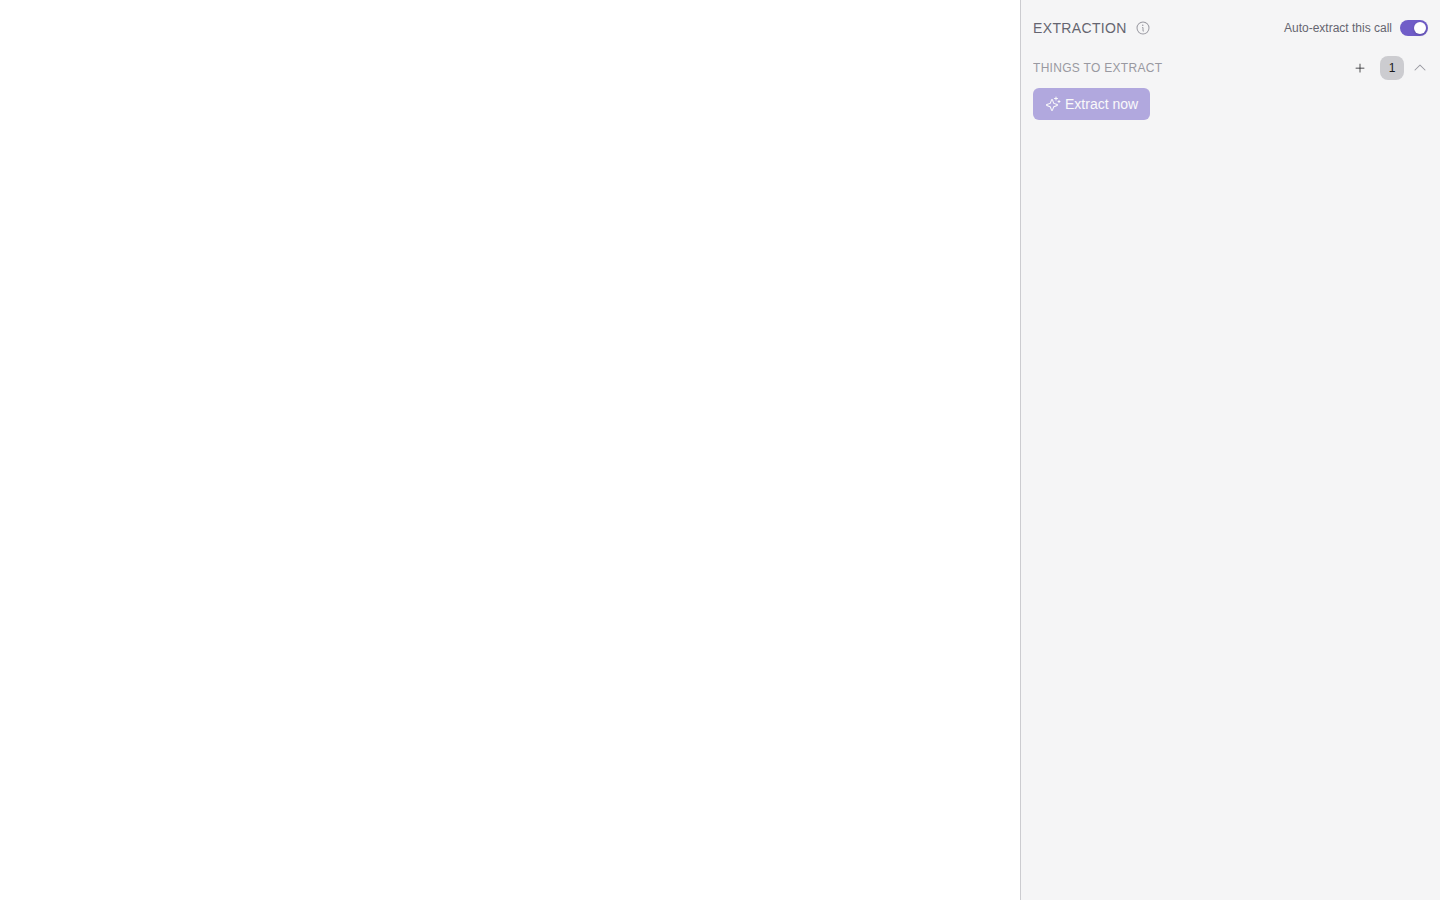 EXTRACTION
Auto-extract this call
THINGS TO EXTRACT
1
Extract now